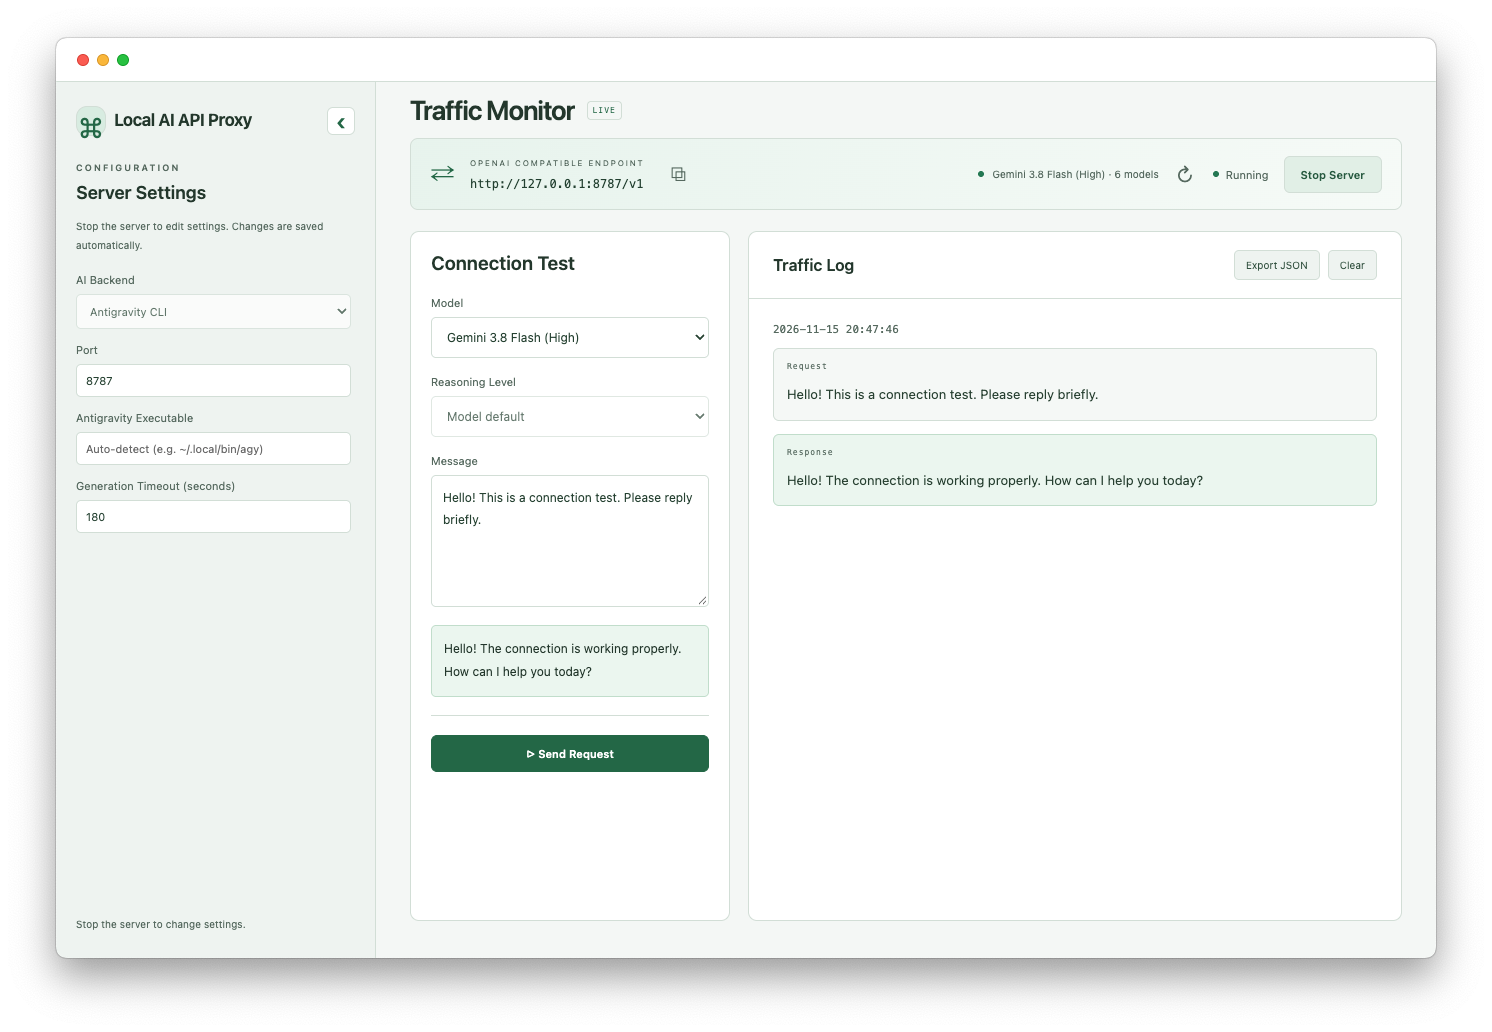 Local AI API Proxy
CONFIGURATION
Server Settings
Stop the server to edit settings. Changes are saved
automatically.
AI Backend
Antigravity CLI
Port
8787
Antigravity Executable
Auto-detect (e.g. ~/.local/bin/agy)
Generation Timeout (seconds)
180
Stop the server to change settings.
Traffic Monitor
LIVE
OPENAI COMPATIBLE ENDPOINT
http://127.0.0.1:8787/v1
Gemini 3.8 Flash (High) · 6 models
Running
Stop Server
Connection Test
Model
Gemini 3.8 Flash (High)
Reasoning Level
Model default
Message
Hello! This is a connection test. Please reply
briefly.
Hello! The connection is working properly.
How can I help you today?
Send Request
Traffic Log
Export JSON
Clear
2026-11-15 20:47:46
Request
Hello! This is a connection test. Please reply briefly.
Response
Hello! The connection is working properly. How can I help you today?